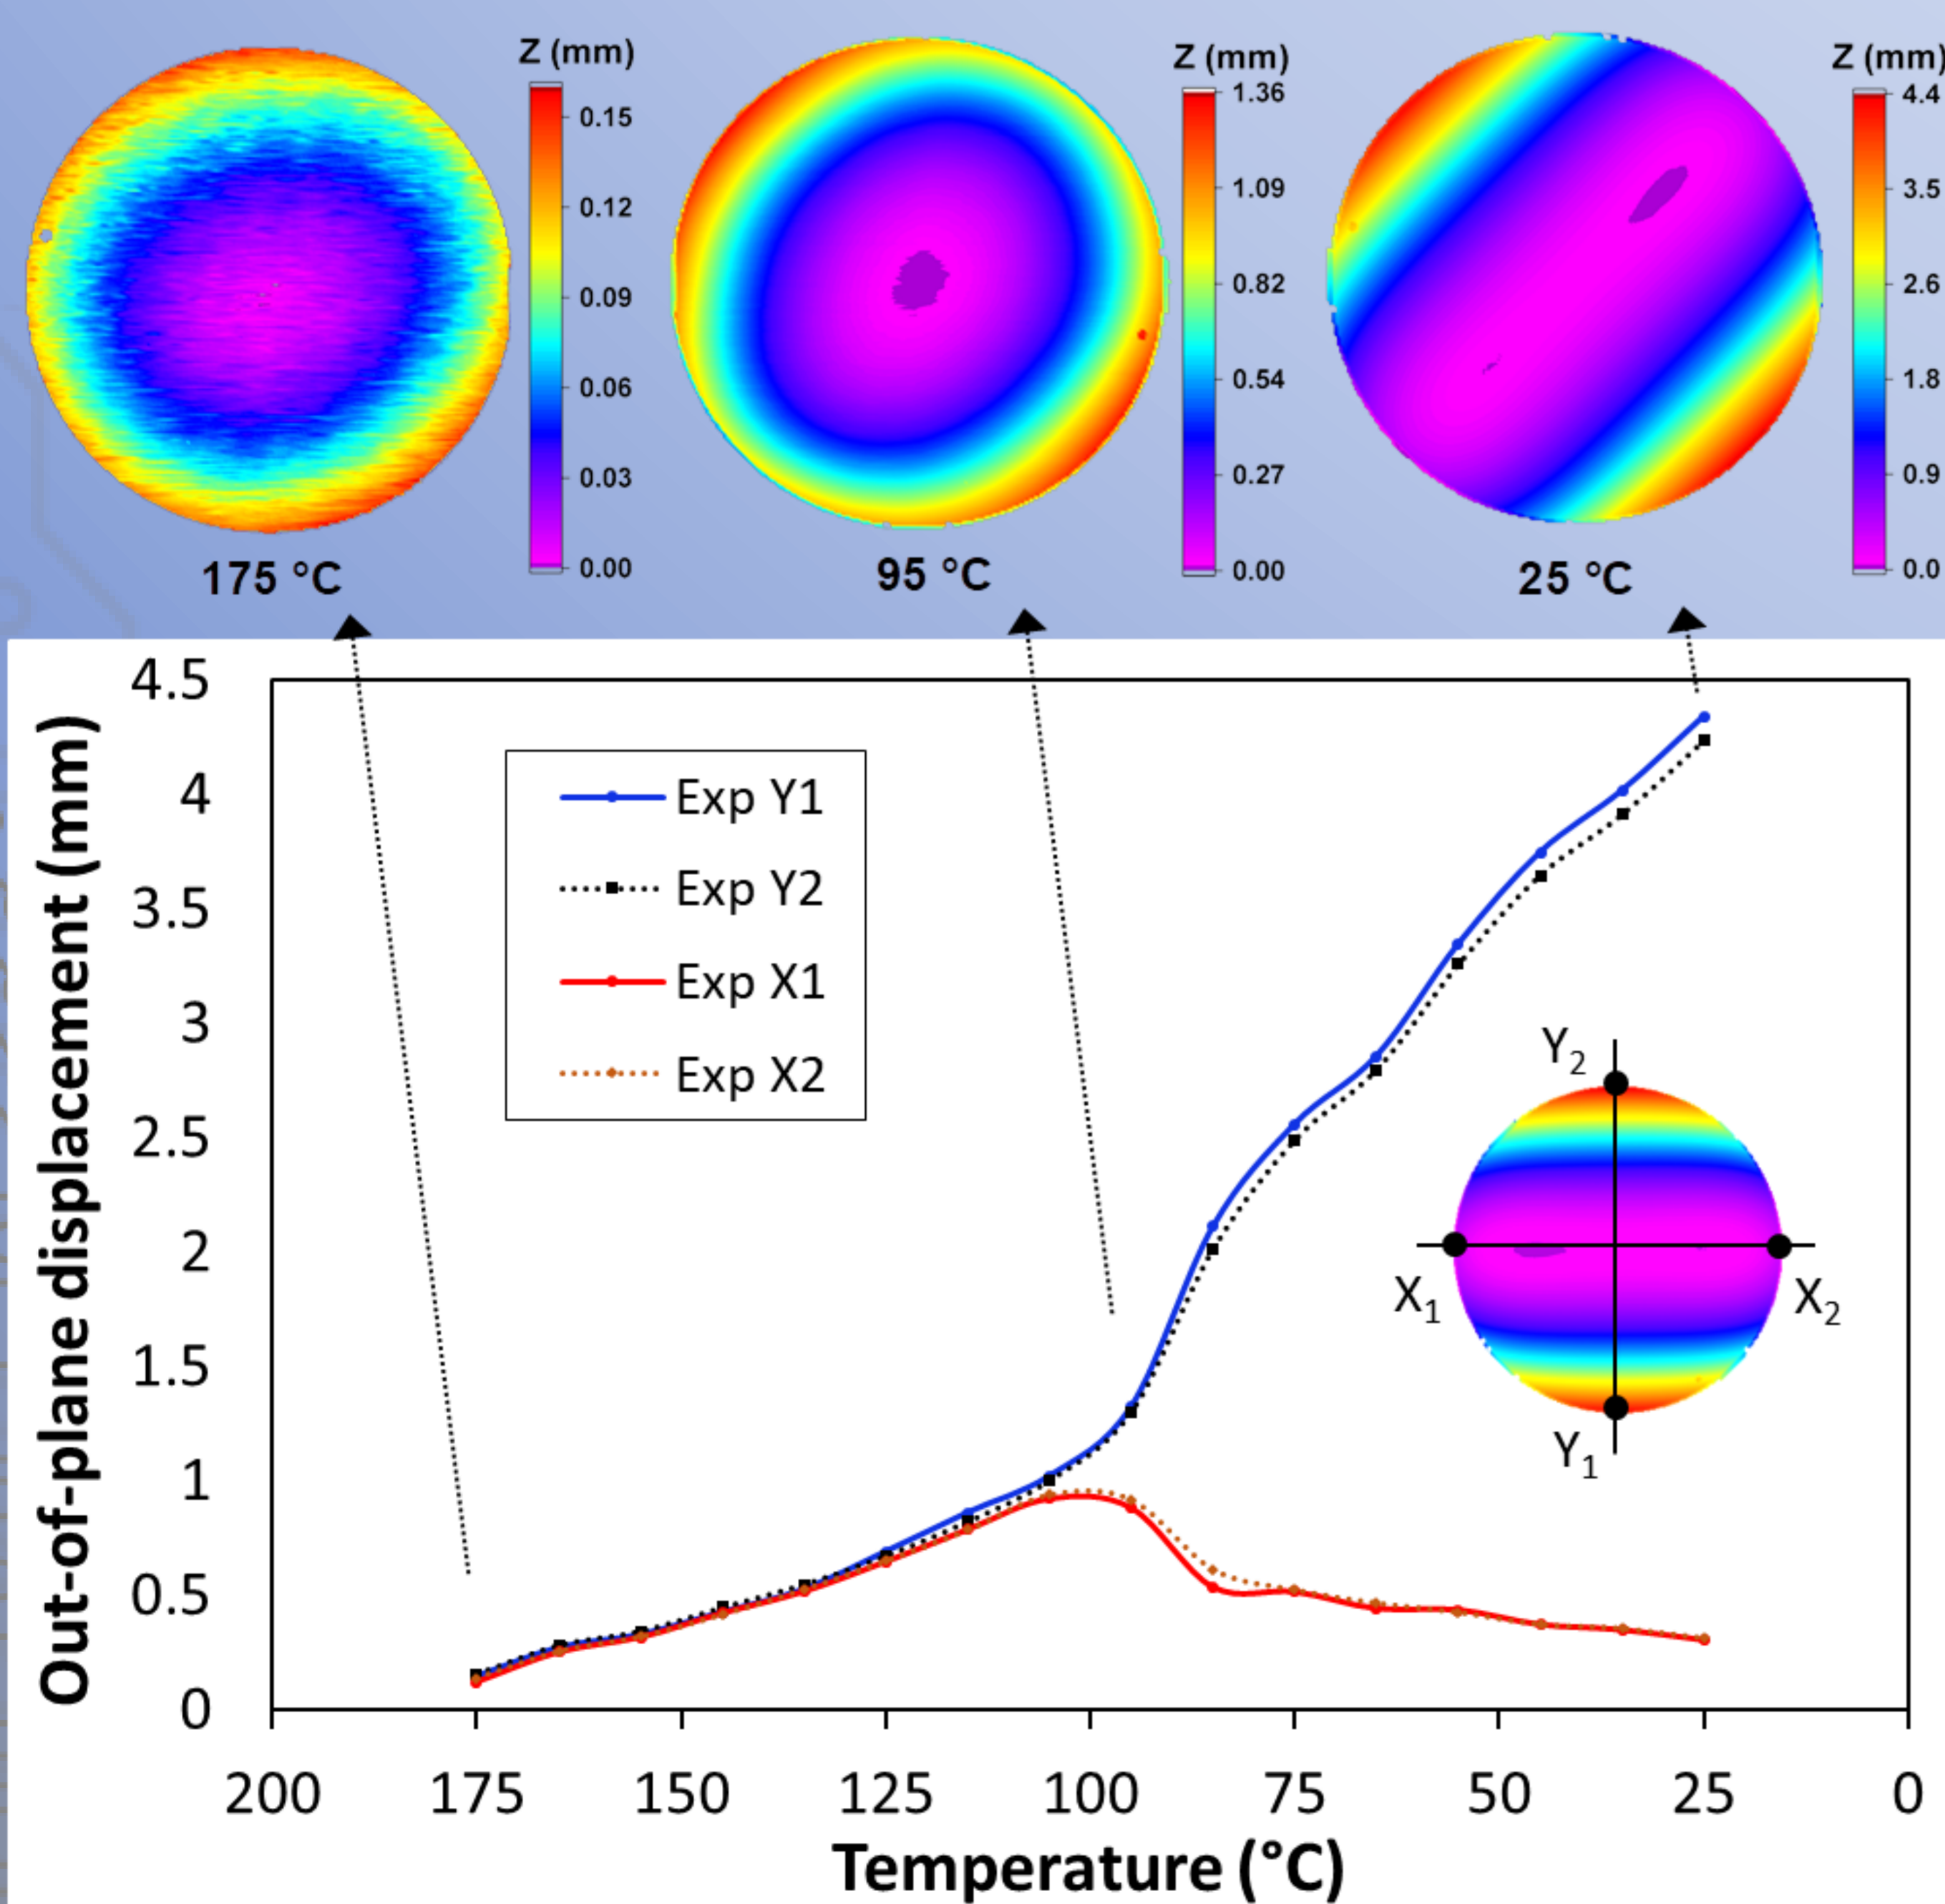 Z (mm)
0.15
0.12
0.09
0.06
0.03
0.00
175 °C
Z (mm)
1.36
1.09
0.82
0.54
0.27
0.00
95 °C
Z (mm)
4.4
3.5
2.6
1.8
0.9
0.0
25 °C
Out-of-plane displacement (mm)
4.5
4
3.5
3
2.5
2
1.5
1
0.5
0
Exp Y1
Exp Y2
Exp X1
Exp X2
Y2
X1
X2
Y1
200 175 150 125 100 75 50 25 0
Temperature (°C)